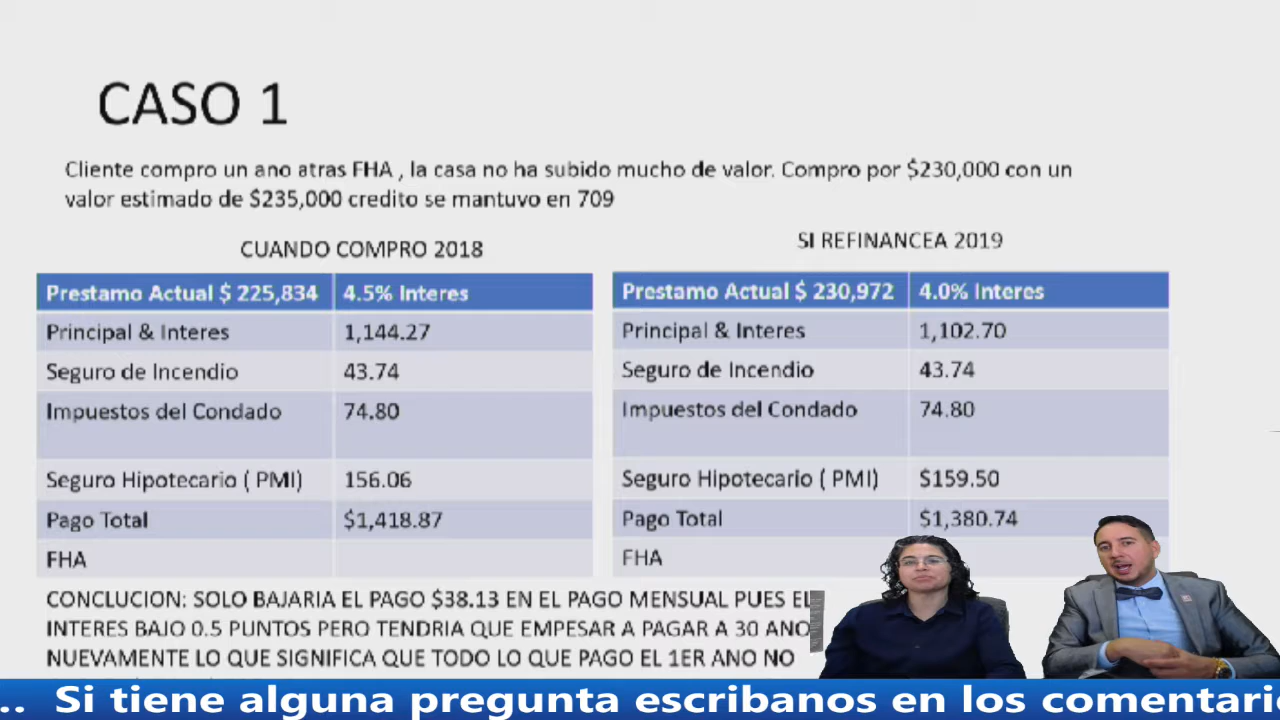 CASO 1
Cliente compro un ano atras FHA , la casa no ha subido mucho de valor. Compro por $230,000 con un
valor estimado de $235,000 credito se mantuvo en 709
CUANDO COMPRO 2018
Prestamo Actual $ 225,834 4.5% Interes
Principal & Interes 1,144.27
Seguro de Incendio 43.74
Impuestos del Condado 74.80
Seguro Hipotecario ( PMI) 156.06
Pago Total $1,418.87
FHA
SI REFINANCEA 2019
Prestamo Actual $ 230,972 4.0% Interes
Principal & Interes 1,102.70
Seguro de Incendio 43.74
Impuestos del Condado 74.80
Seguro Hipotecario ( PMI) $159.50
Pago Total $1,380.74
FHA
CONCLUCION: SOLO BAJARIA EL PAGO $38.13 EN EL PAGO MENSUAL PUES EL
INTERES BAJO 0.5 PUNTOS PERO TENDRIA QUE EMPESAR A PAGAR A 30 ANO
NUEVAMENTE LO QUE SIGNIFICA QUE TODO LO QUE PAGO EL 1ER ANO NO
.. Si tiene alguna pregunta escribanos en los comentari